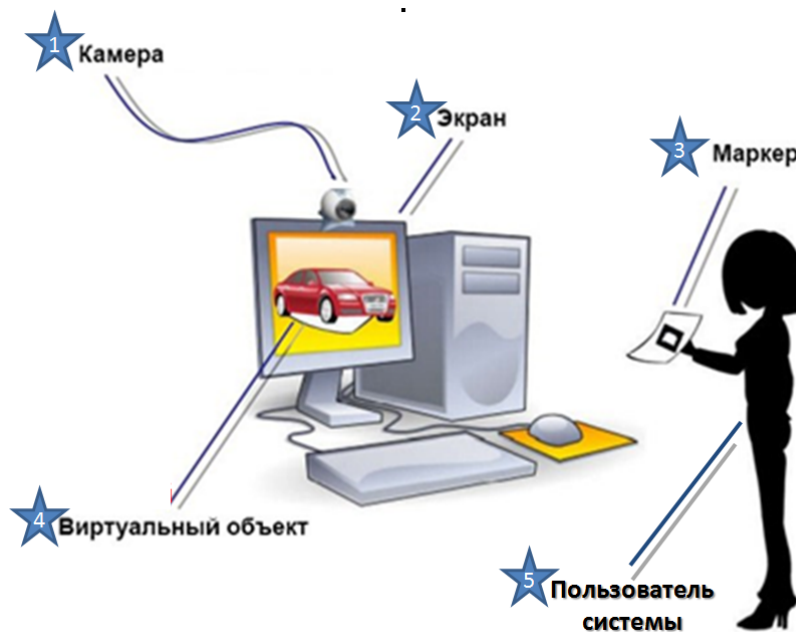 1 Камера
2 Экран
3 Маркер
4 Виртуальный объект
5 Пользователь
системы